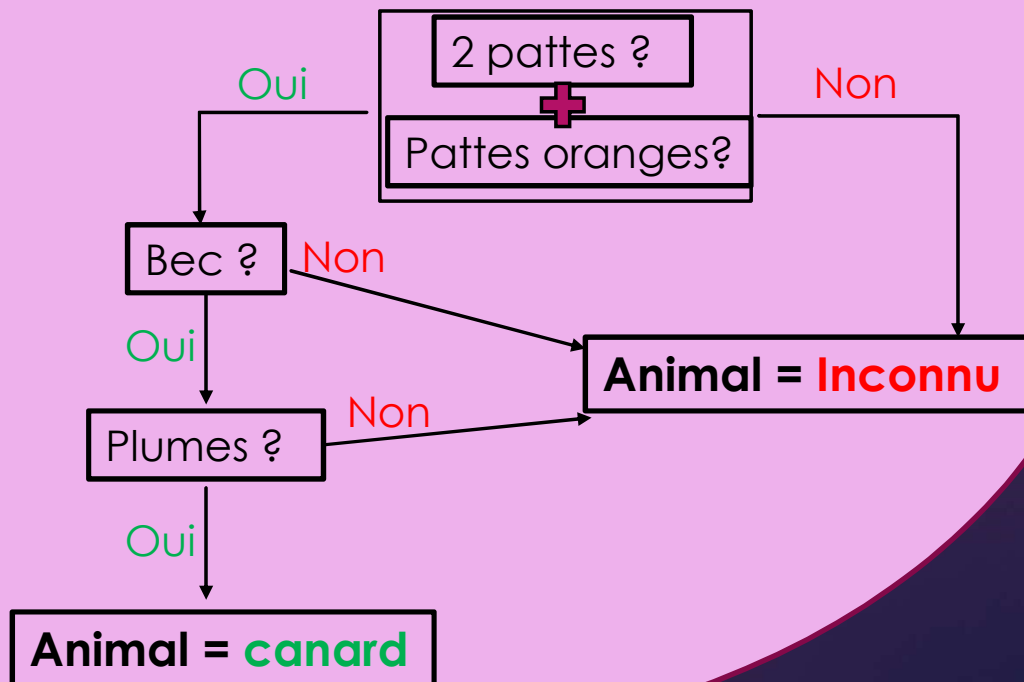 2 pattes ?
Oui
Non
Pattes oranges?
Bec ?
Non
Oui
Animal = Inconnu
Non
Plumes ?
Oui
Animal = canard